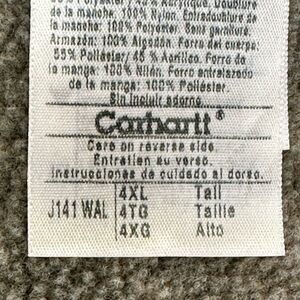 55% Polyester / 45% Acrylique. Doublure
de la manche: 100% Nylon. Entredoublure de
la manche: 100% Polyester. Sin garniture.
Armazón: 100% Algodón. Forro del cuerpo:
55% Poliéster / 45% Acrílico. Forro de
la manga: 100% Nilón. Forro entrelazado
de la manga: 100% Poliéster.
Sin incluir adorno.
Carhartt®
Care on reverse side.
Entretien au verso.
Instrucciones de cuidado al dorso.
J141 WAL
4XL Tall
4TG Taille
4XG Alto